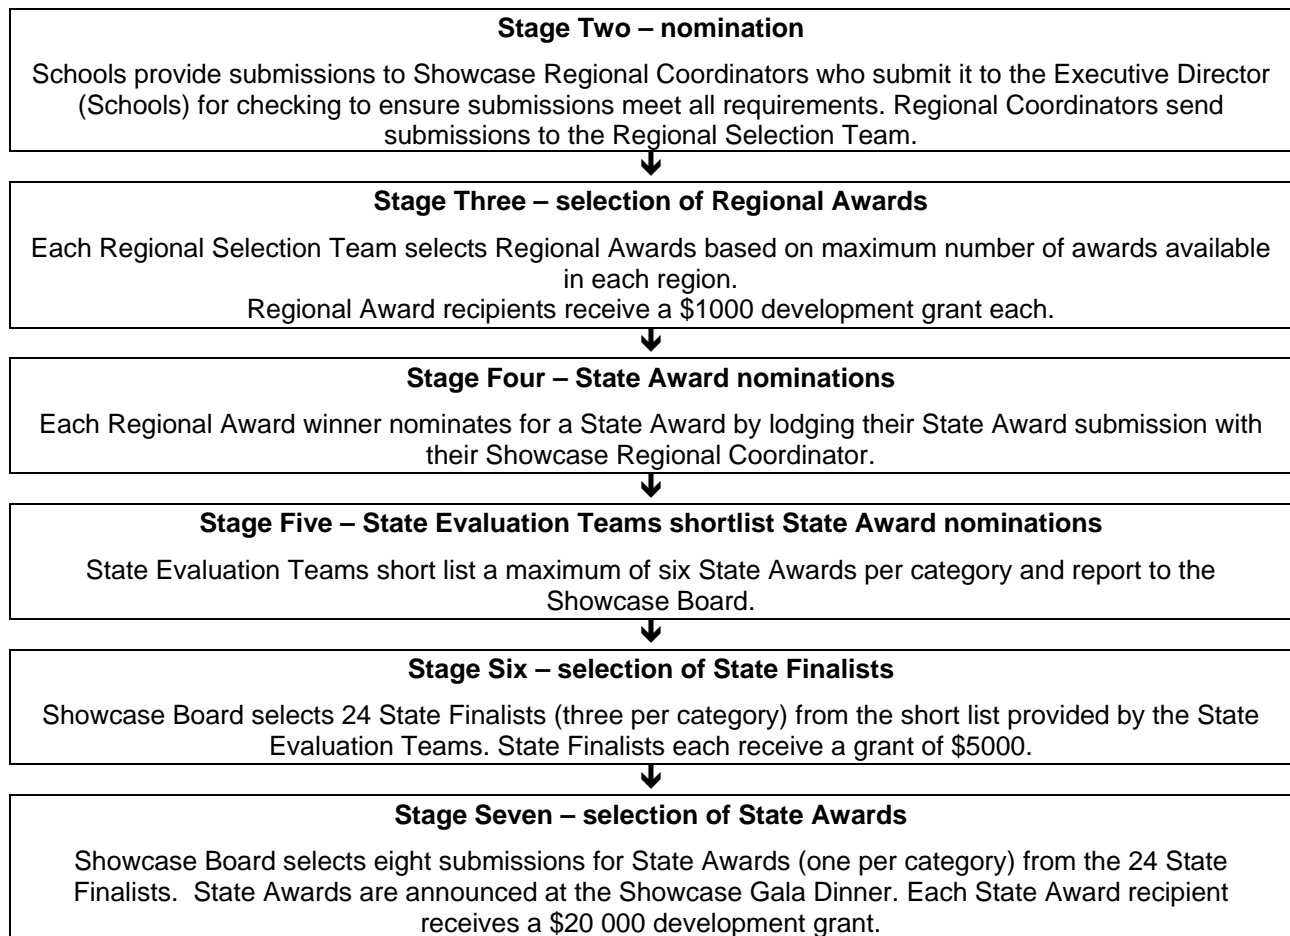 Stage Two – nomination
Schools provide submissions to Showcase Regional Coordinators who submit it to the Executive Director
(Schools) for checking to ensure submissions meet all requirements. Regional Coordinators send
submissions to the Regional Selection Team.
Stage Three – selection of Regional Awards
Each Regional Selection Team selects Regional Awards based on maximum number of awards available
in each region.
Regional Award recipients receive a $1000 development grant each.
Stage Four – State Award nominations
Each Regional Award winner nominates for a State Award by lodging their State Award submission with
their Showcase Regional Coordinator.
Stage Five – State Evaluation Teams shortlist State Award nominations
State Evaluation Teams short list a maximum of six State Awards per category and report to the
Showcase Board.
Stage Six – selection of State Finalists
Showcase Board selects 24 State Finalists (three per category) from the short list provided by the State
Evaluation Teams. State Finalists each receive a grant of $5000.
Stage Seven – selection of State Awards
Showcase Board selects eight submissions for State Awards (one per category) from the 24 State
Finalists.  State Awards are announced at the Showcase Gala Dinner. Each State Award recipient
receives a $20 000 development grant.